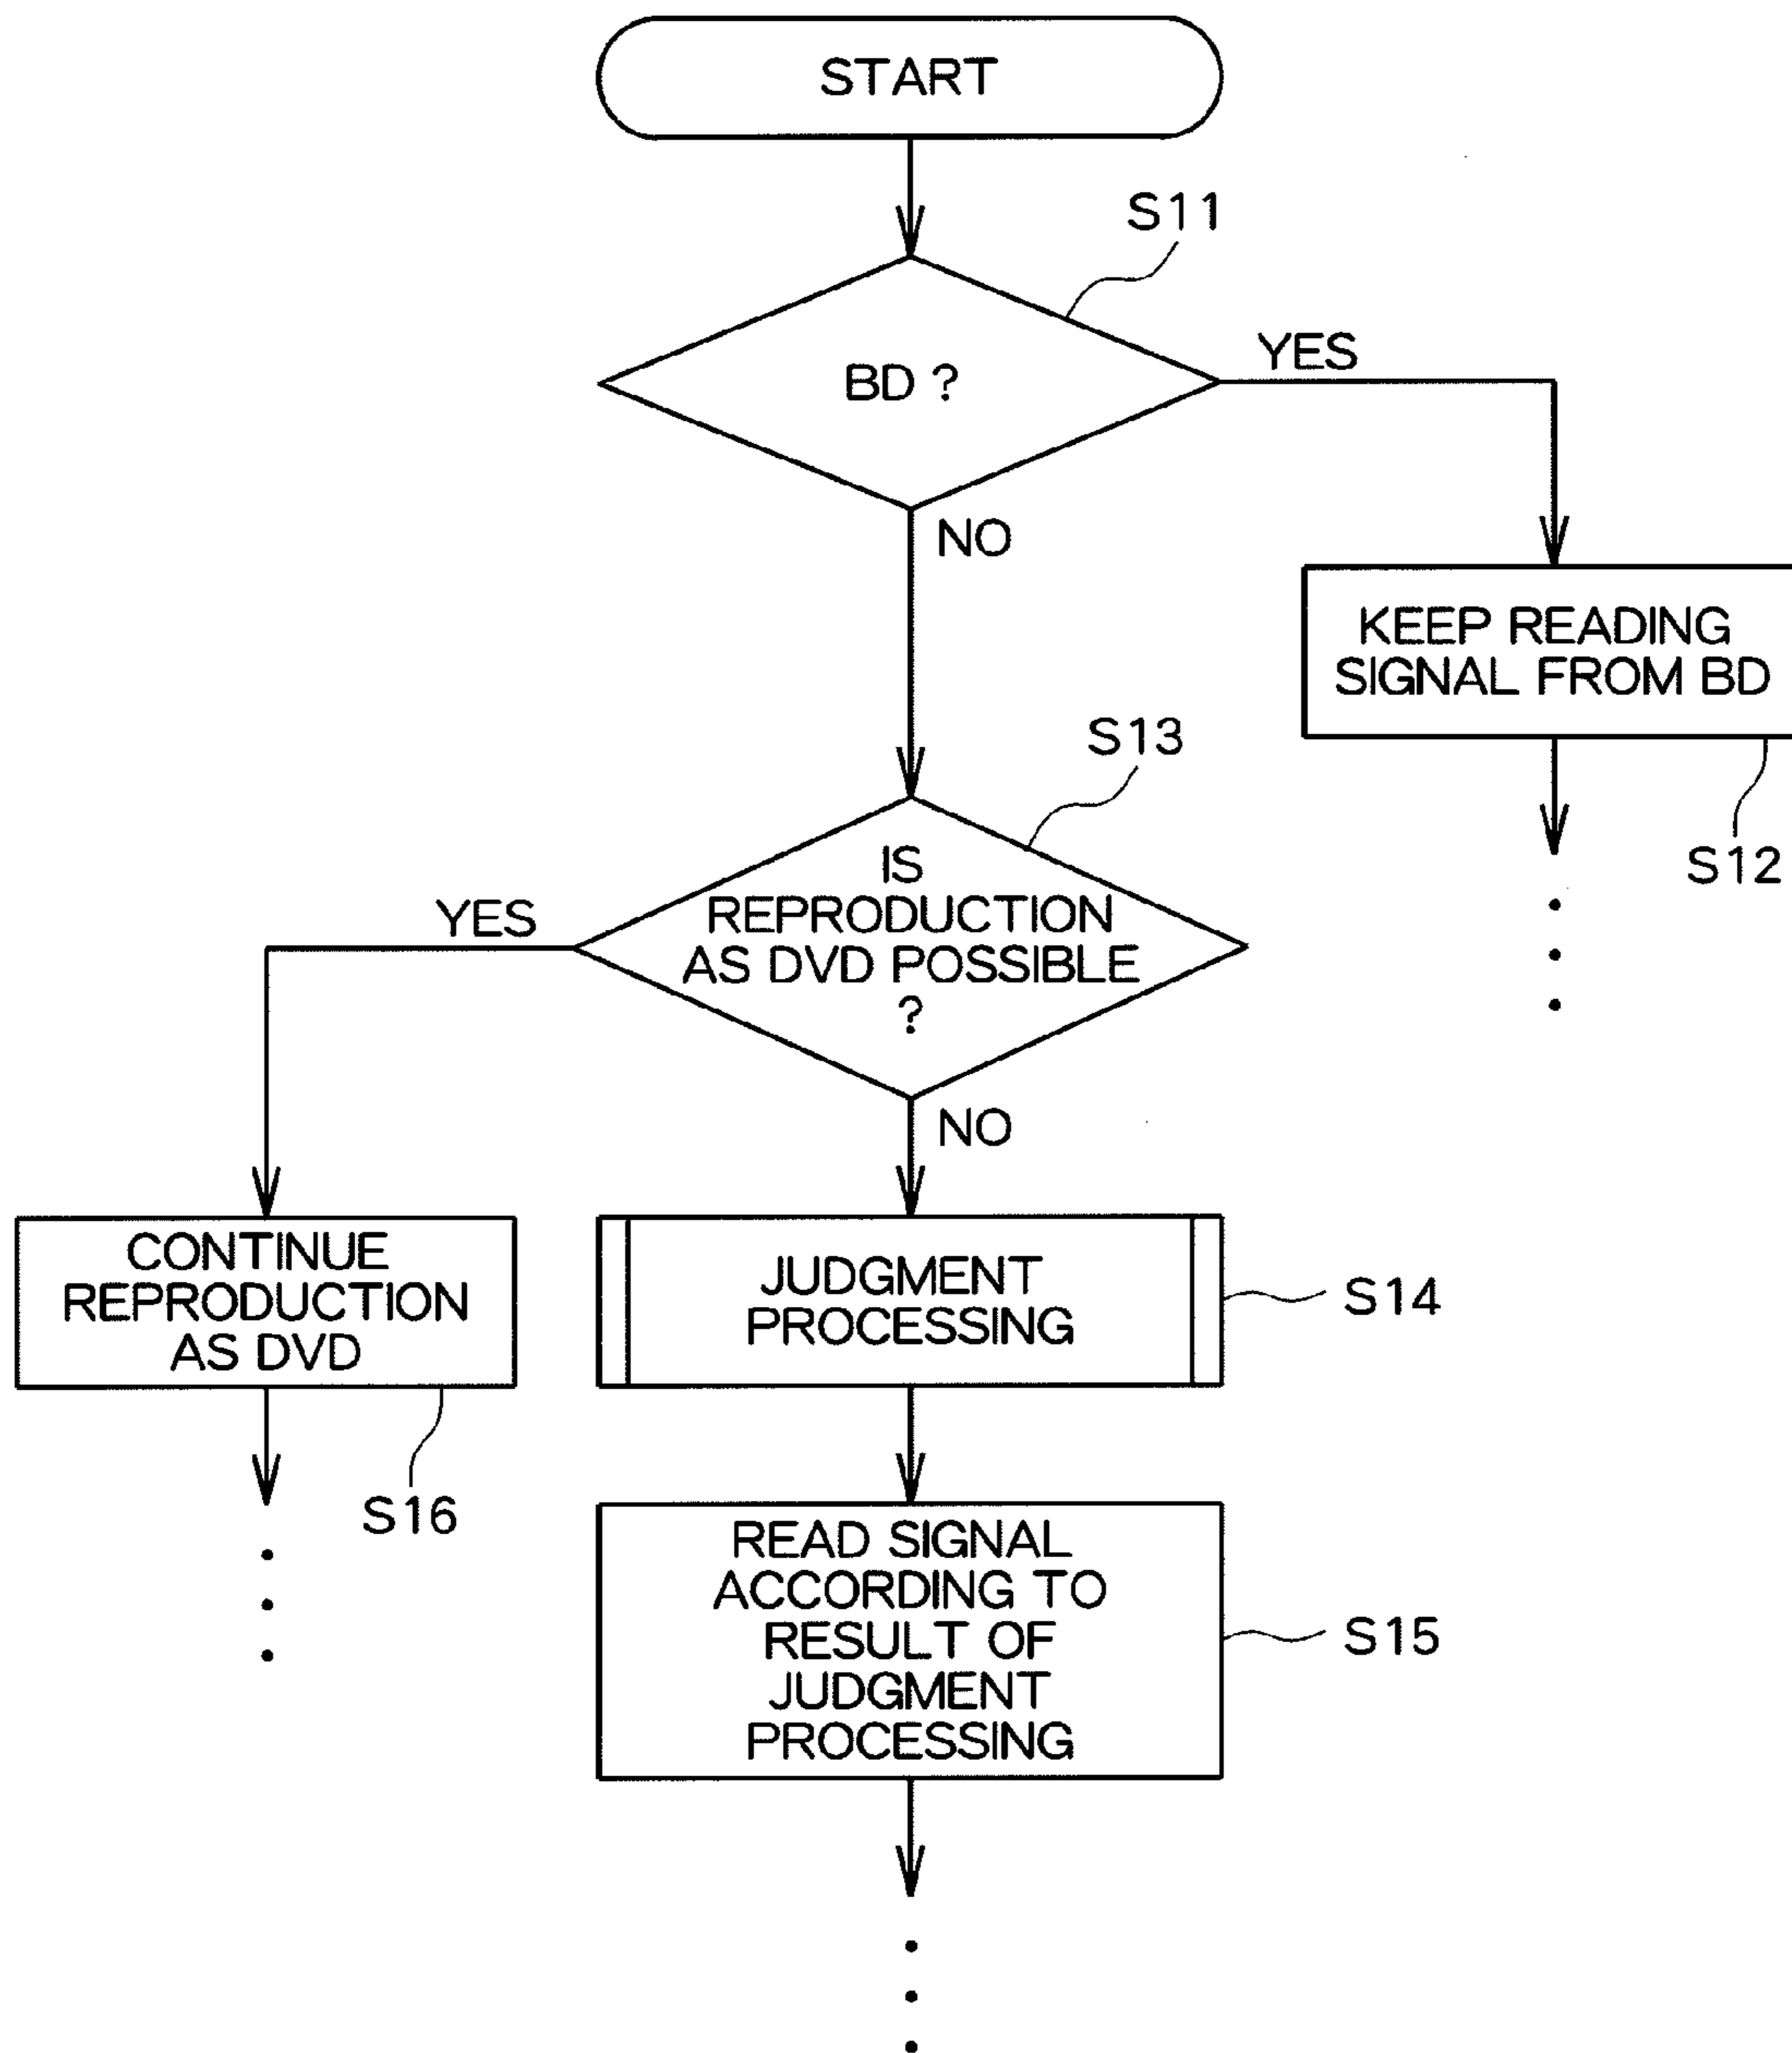 START
S11
BD ?
YES
NO
KEEP READING
SIGNAL FROM BD
S12
S13
IS
REPRODUCTION
AS DVD POSSIBLE
?
YES
NO
CONTINUE
REPRODUCTION
AS DVD
S16
JUDGMENT
PROCESSING
S14
READ SIGNAL
ACCORDING TO
RESULT OF
JUDGMENT
PROCESSING
S15